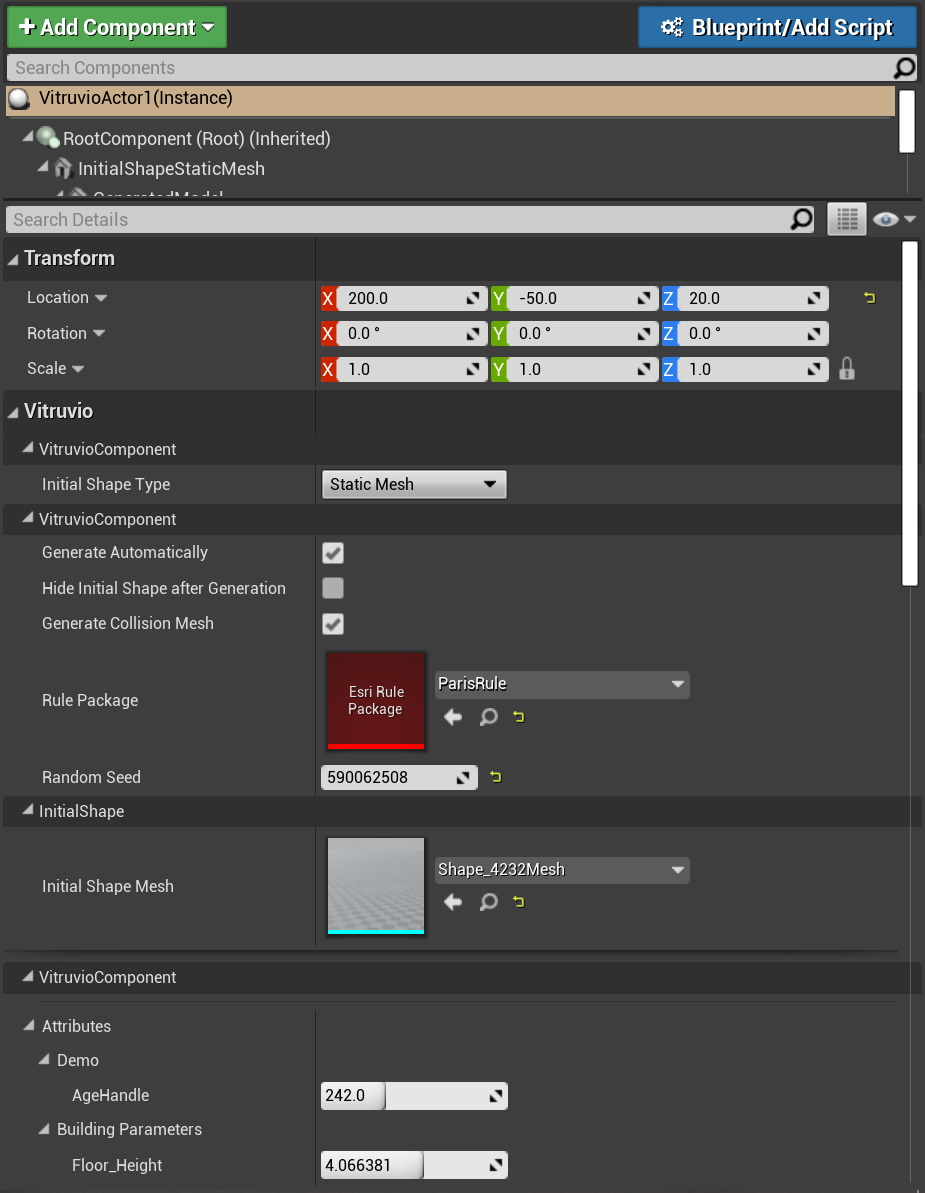 + Add Component
Blueprint/Add Script
Search Components
VitruvioActor1(Instance)
RootComponent (Root) (Inherited)
InitialShapeStaticMesh
GeneratedModel
Search Details
Transform
Location X 200.0 Y -50.0 Z 20.0
Rotation X 0.0 ° Y 0.0 ° Z 0.0 °
Scale X 1.0 Y 1.0 Z 1.0
Vitruvio
VitruvioComponent
Initial Shape Type Static Mesh
VitruvioComponent
Generate Automatically
Hide Initial Shape after Generation
Generate Collision Mesh
Rule Package
Esri Rule
Package
ParisRule
Random Seed 590062508
InitialShape
Initial Shape Mesh Shape_4232Mesh
VitruvioComponent
Attributes
Demo
AgeHandle 242.0
Building Parameters
Floor_Height 4.066381